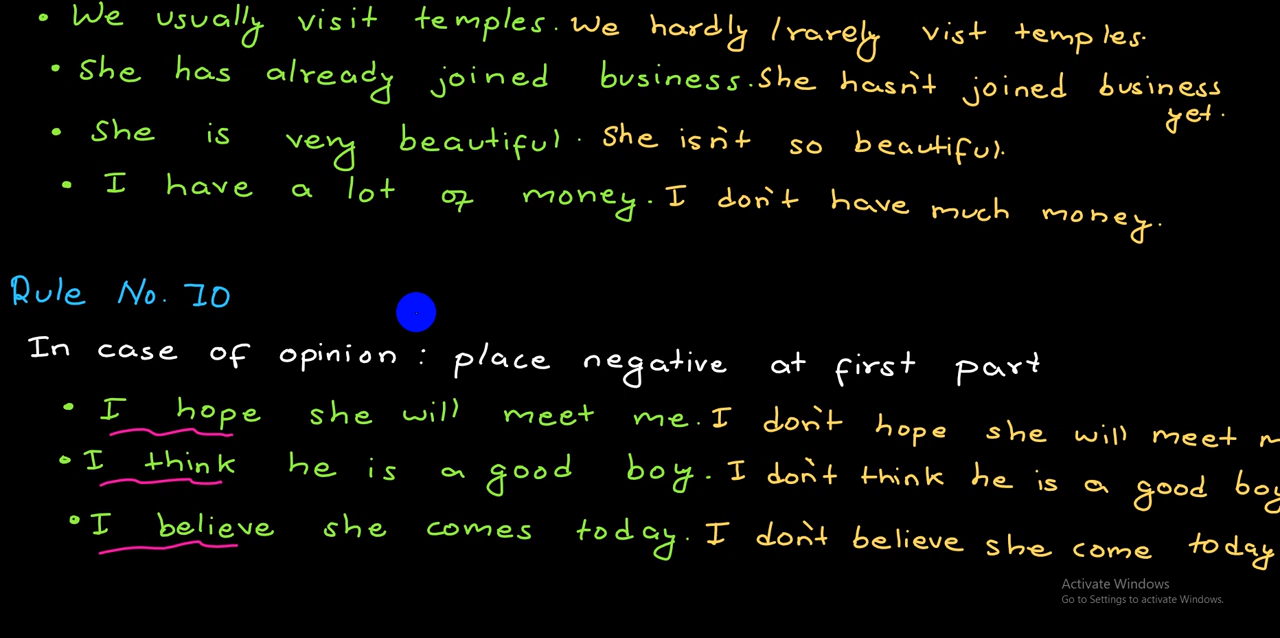 • We usually visit temples. We hardly /rarely vist temples.
• She has already joined business. She hasn't joined business
yet.
• She is very beautiful. She isn't so beautiful.
• I have a lot of money. I don't have much money.
Rule No. 10
In case of opinion : place negative at first part
• I hope she will meet me. I don't hope she will meet m
• I think he is a good boy. I don't think he is a good boy
• I believe she comes today. I don't believe she come today
Activate Windows
Go to Settings to activate Windows.